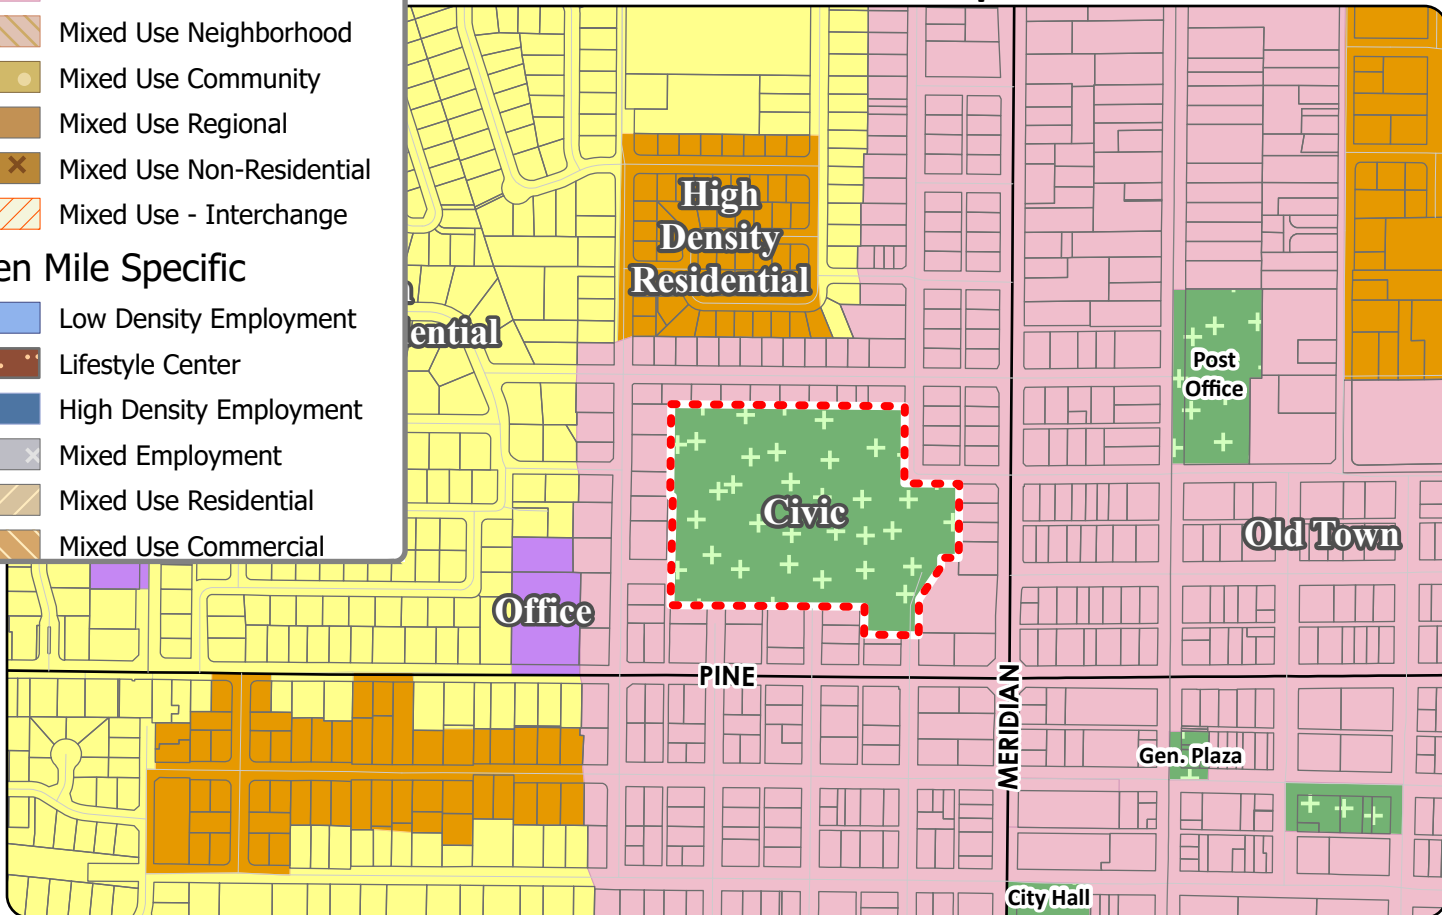 Mixed Use Neighborhood
Mixed Use Community
Mixed Use Regional
Mixed Use Non-Residential
Mixed Use - Interchange
en Mile Specific
Low Density Employment
Lifestyle Center
High Density Employment
Mixed Employment
Mixed Use Residential
Mixed Use Commercial
ential
High
Density
Residential
Post
Office
Civic
Old Town
Office
PINE
MERIDIAN
Gen. Plaza
City Hall